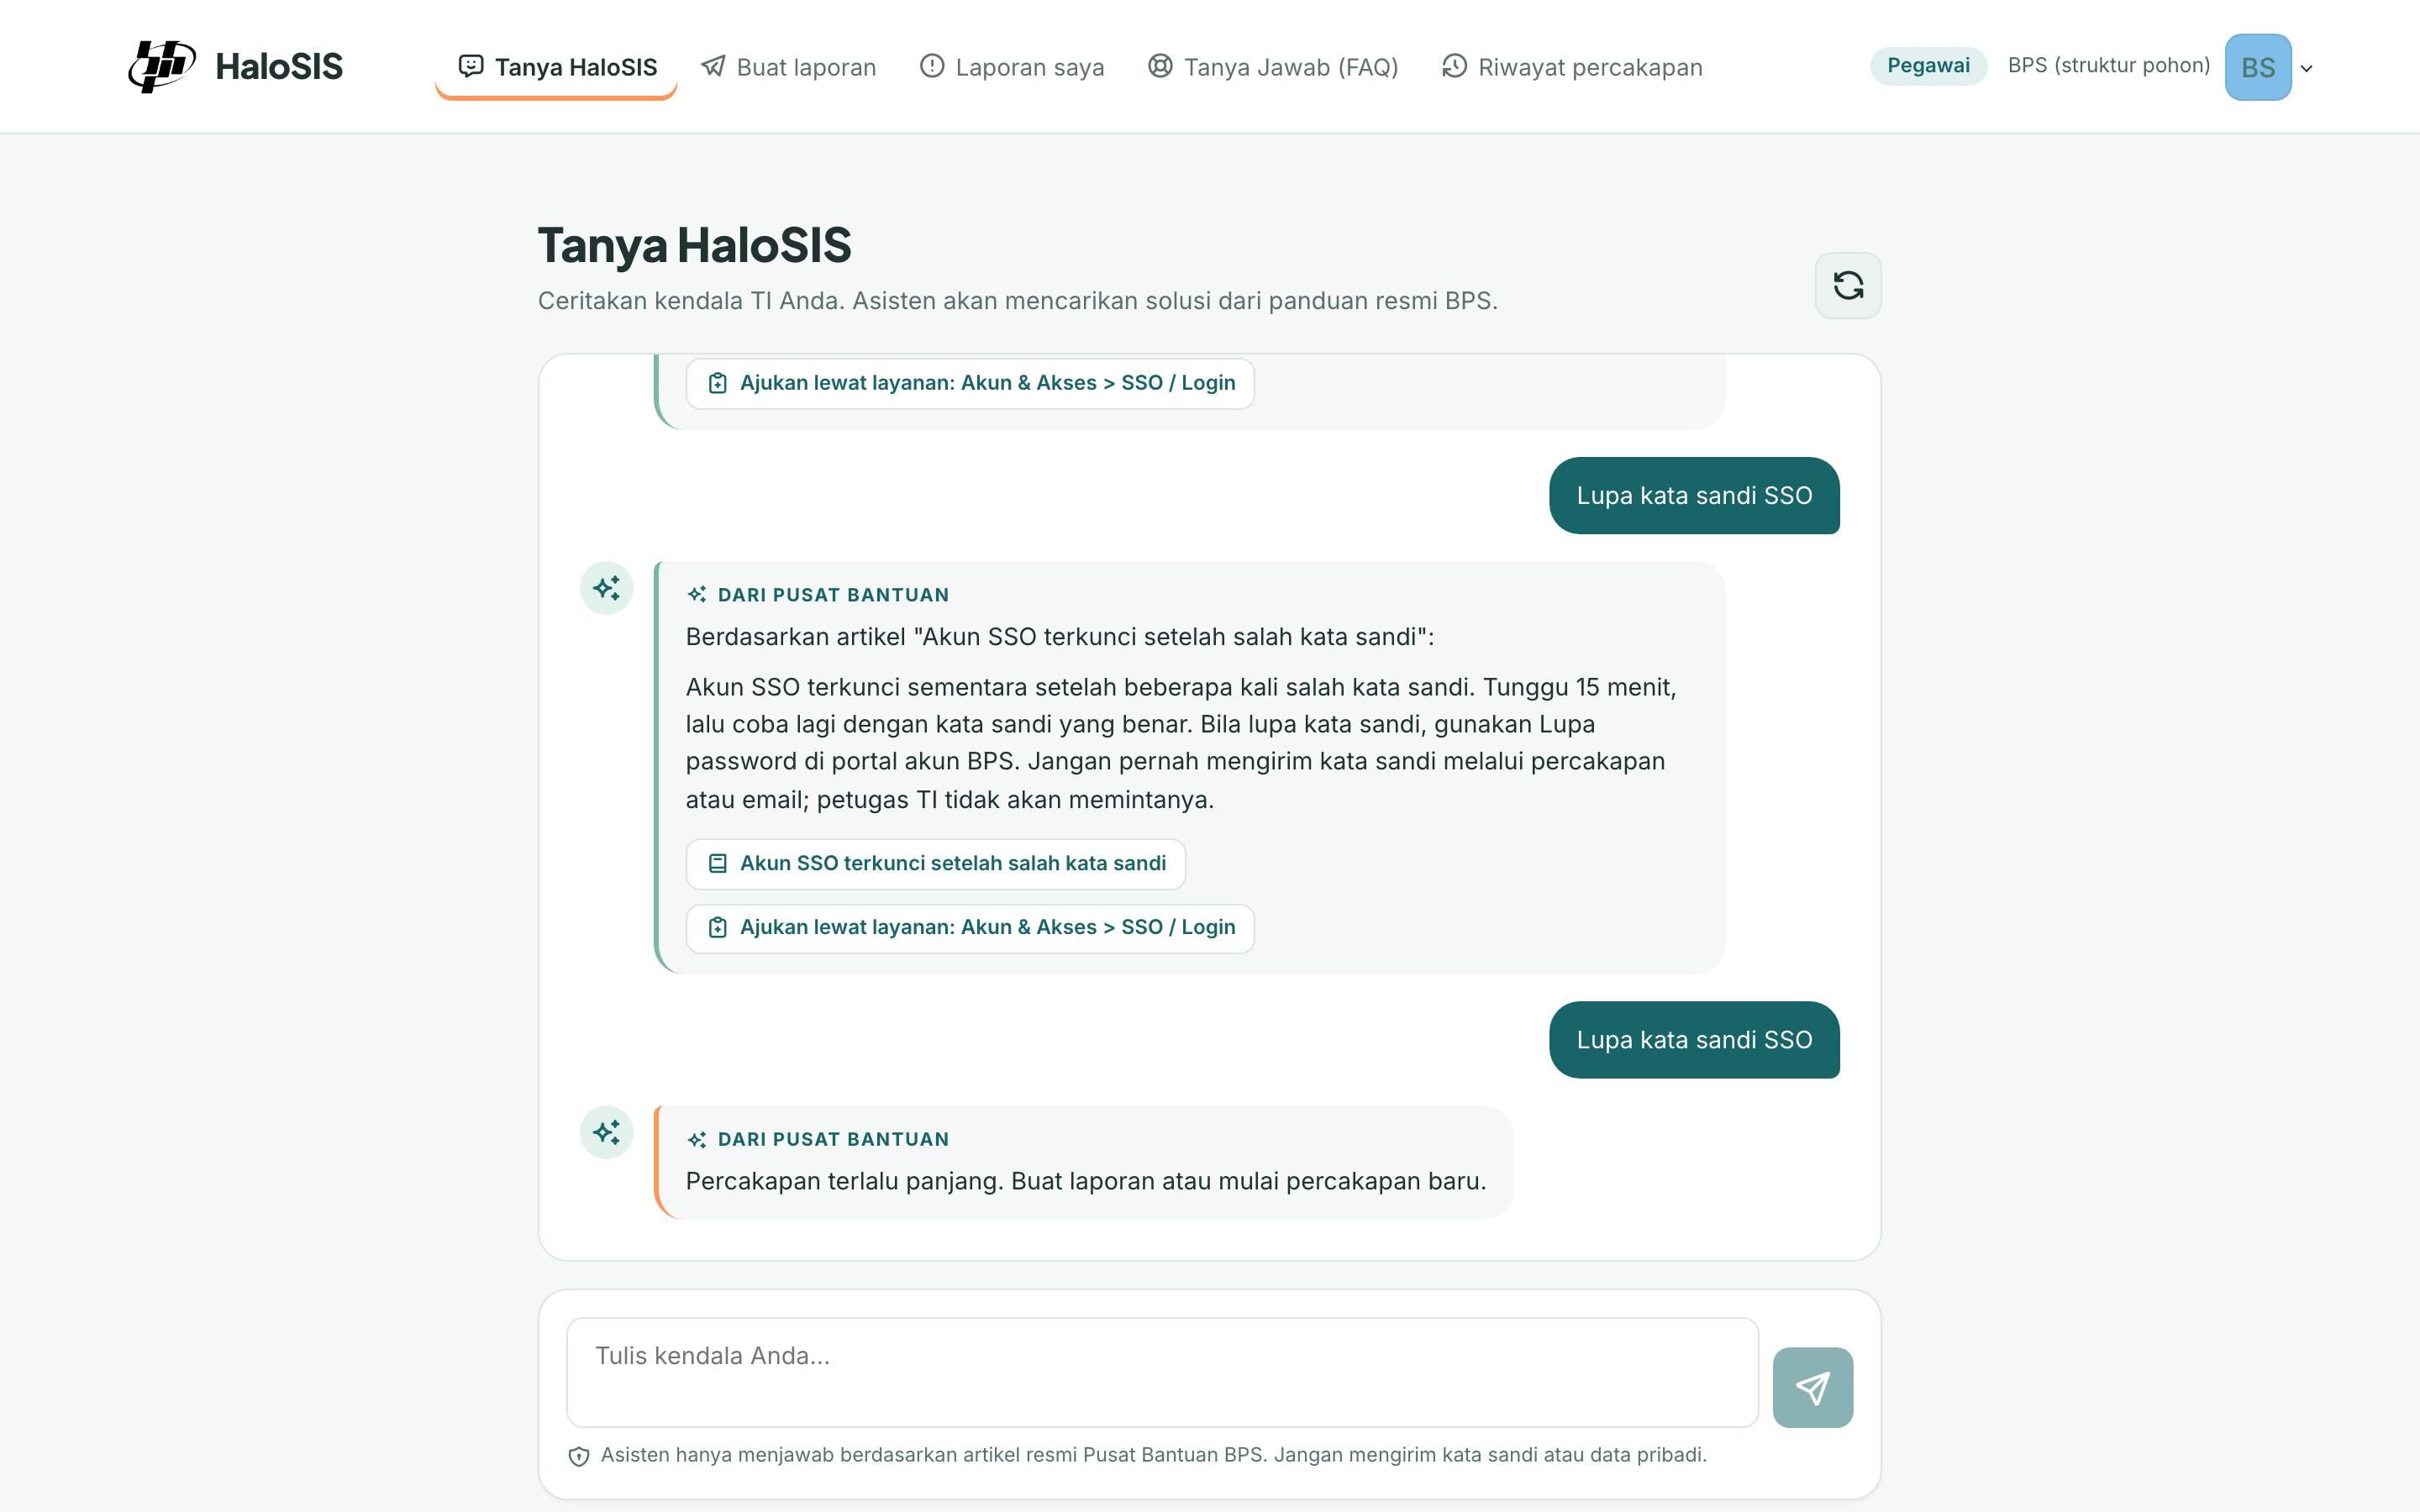 HaloSIS
Tanya HaloSIS
Buat laporan
Laporan saya
Tanya Jawab (FAQ)
Riwayat percakapan
Pegawai
BPS (struktur pohon)
BS
Tanya HaloSIS
Ceritakan kendala TI Anda. Asisten akan mencarikan solusi dari panduan resmi BPS.
Ajukan lewat layanan: Akun & Akses > SSO / Login
Lupa kata sandi SSO
DARI PUSAT BANTUAN
Berdasarkan artikel "Akun SSO terkunci setelah salah kata sandi":
Akun SSO terkunci sementara setelah beberapa kali salah kata sandi. Tunggu 15 menit,
lalu coba lagi dengan kata sandi yang benar. Bila lupa kata sandi, gunakan Lupa
password di portal akun BPS. Jangan pernah mengirim kata sandi melalui percakapan
atau email; petugas TI tidak akan memintanya.
Akun SSO terkunci setelah salah kata sandi
Ajukan lewat layanan: Akun & Akses > SSO / Login
Lupa kata sandi SSO
DARI PUSAT BANTUAN
Percakapan terlalu panjang. Buat laporan atau mulai percakapan baru.
Tulis kendala Anda...
Asisten hanya menjawab berdasarkan artikel resmi Pusat Bantuan BPS. Jangan mengirim kata sandi atau data pribadi.